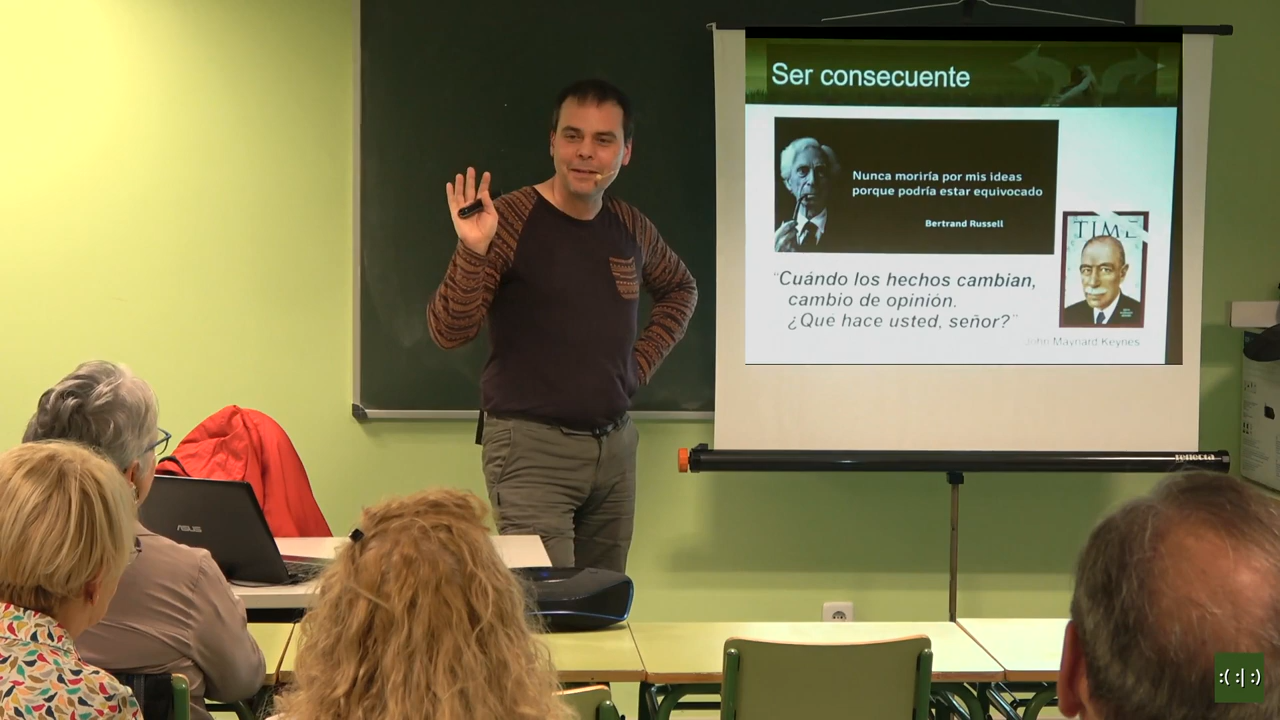 Ser consecuente
Nunca moriría por mis ideas
porque podría estar equivocado
Bertrand Russell
TIME
"Cuándo los hechos cambian,
cambio de opinión.
¿Qué hace usted, señor?"
John Maynard Keynes
reflecta
ASUS
:( :| :)